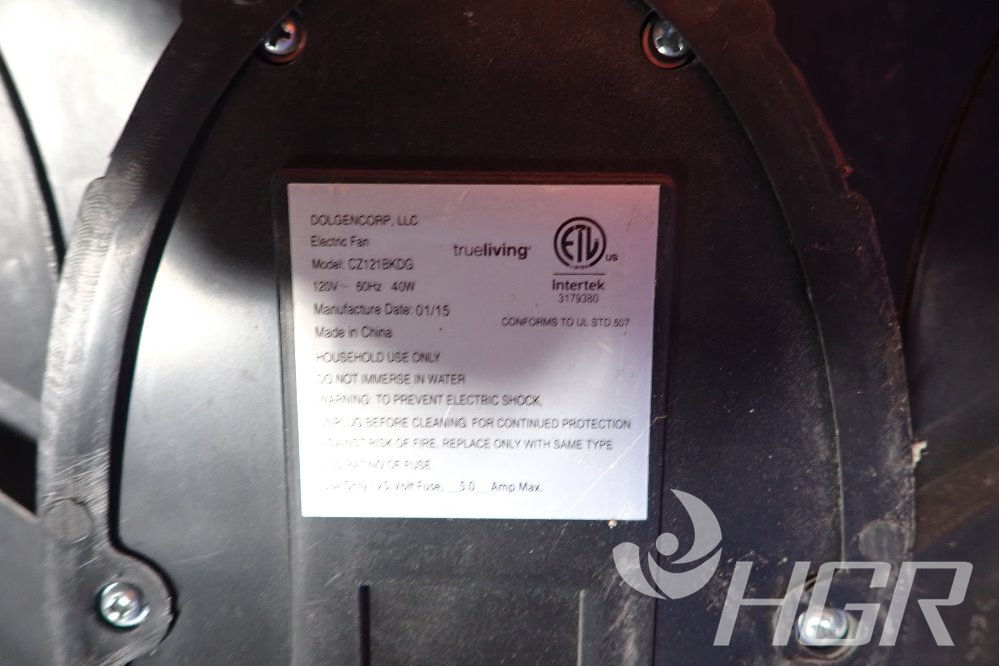 DOLGENCORP, LLC
Electric Fan
Model: CZ121BKDG
120V~ 60Hz 40W
Manufacture Date: 01/15
Made in China
trueliving
ETL
us
Intertek
3179380
CONFORMS TO UL STD 507
HOUSEHOLD USE ONLY
DO NOT IMMERSE IN WATER
WARNING: TO PREVENT ELECTRIC SHOCK,
UNPLUG BEFORE CLEANING. FOR CONTINUED PROTECTION
AGAINST RISK OF FIRE, REPLACE ONLY WITH SAME TYPE
AND RATING OF FUSE.
Use Only 125 Volt Fuse, 5.0 Amp Max.
HGR